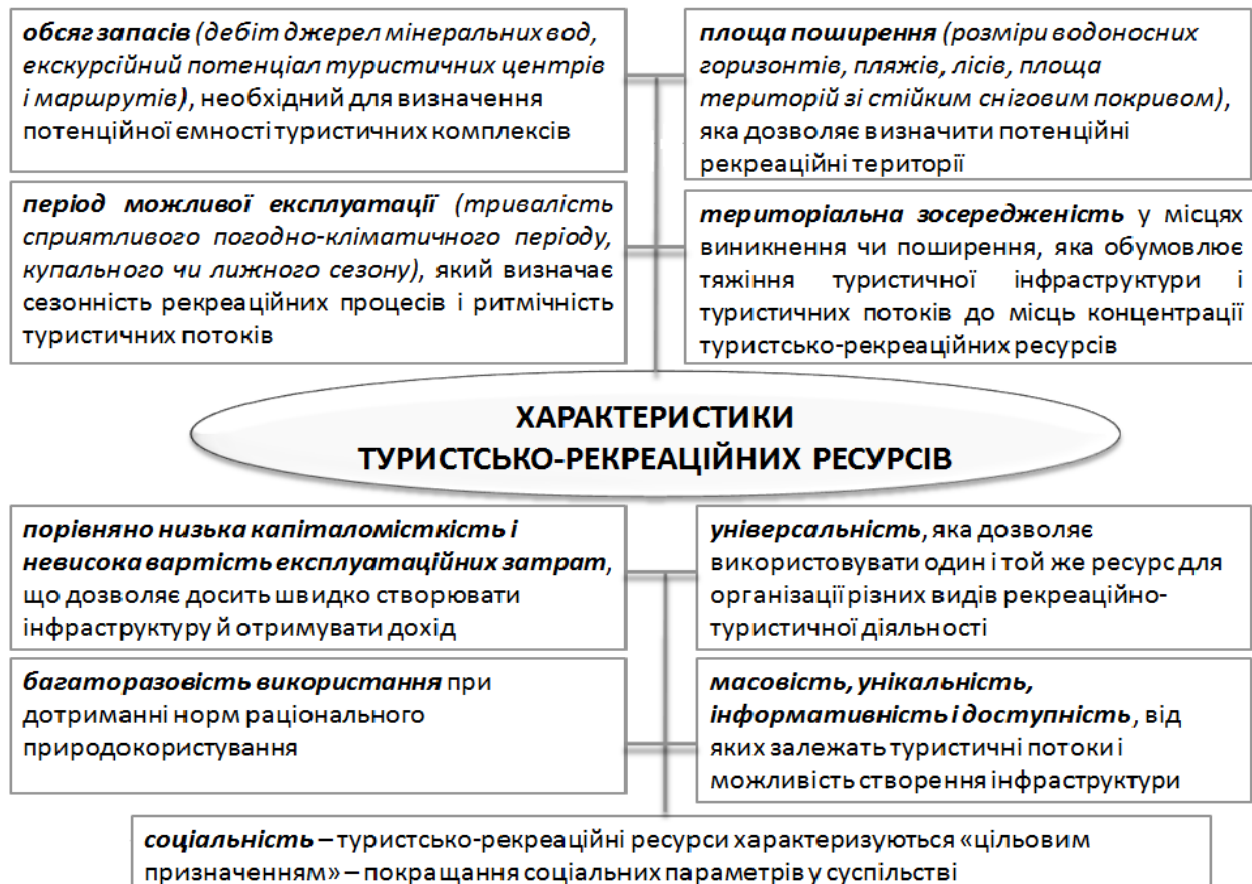 обсяг запасів (дебіт джерел мінеральних вод,
екскурсійний потенціал туристичних центрів
і маршрутів), необхідний для визначення
потенційної ємності туристичних комплексів
площа поширення (розміри водоносних
горизонтів, пляжів, лісів, площа
територій зі стійким сніговим покривом),
яка дозволяє визначити потенційні
рекреаційні території
період можливої експлуатації (тривалість
сприятливого погодно-кліматичного періоду,
купального чи лижного сезону), який визначає
сезонність рекреаційних процесів і ритмічність
туристичних потоків
територіальна зосередженість у місцях
виникнення чи поширення, яка обумовлює
тяжіння туристичної інфраструктури і
туристичних потоків до місць концентрації
туристсько-рекреаційних ресурсів
ХАРАКТЕРИСТИКИ
ТУРИСТСЬКО-РЕКРЕАЦІЙНИХ РЕСУРСІВ
порівняно низька капіталомісткість і
невисока вартість експлуатаційних затрат,
що дозволяє досить швидко створювати
інфраструктуру й отримувати дохід
універсальність, яка дозволяє
використовувати один і той же ресурс для
організації різних видів рекреаційно-
туристичної діяльності
багаторазовість використання при
дотриманні норм раціонального
природокористування
масовість, унікальність,
інформативність і доступність, від
яких залежать туристичні потоки і
можливість створення інфраструктури
соціальність – туристсько-рекреаційні ресурси характеризуються «цільовим
призначенням» – покращання соціальних параметрів у суспільстві